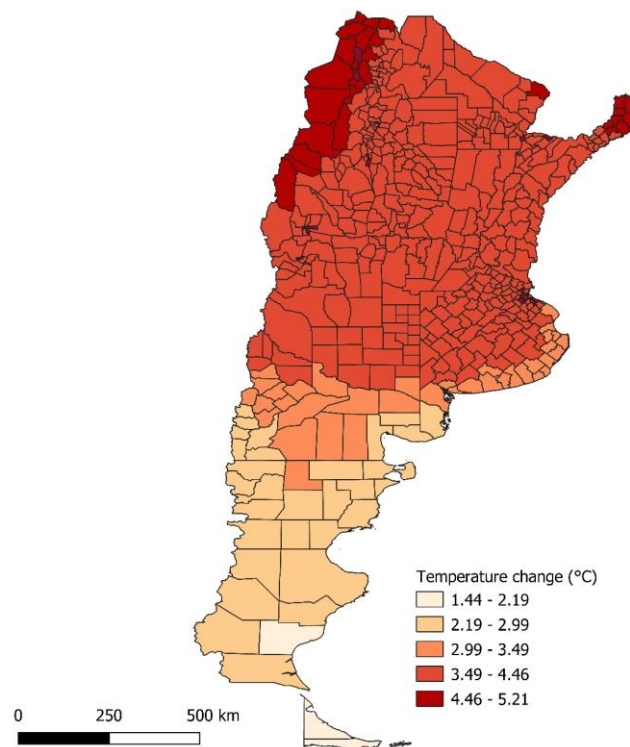 Temperature change (°C)
1.44 - 2.19
2.19 - 2.99
2.99 - 3.49
3.49 - 4.46
4.46 - 5.21
0 250 500 km